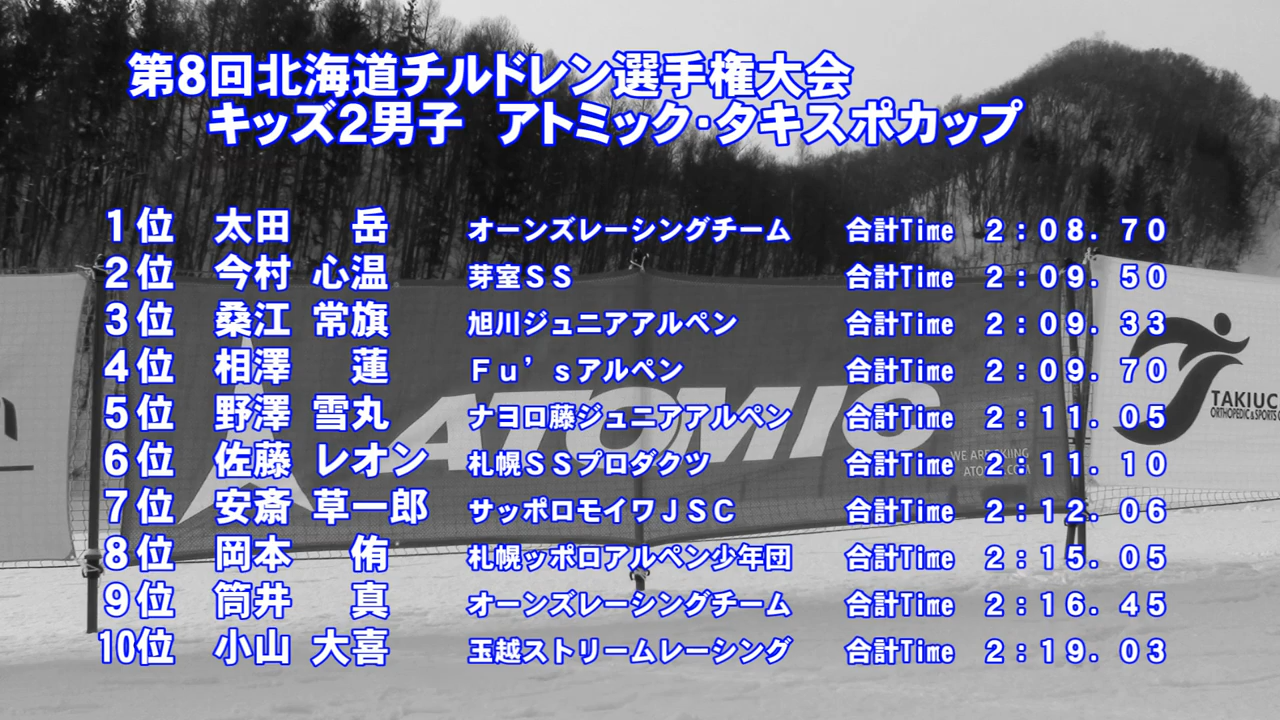 第8回北海道チルドレン選手権大会
キッズ2男子　アトミック・タキスポカップ
1位　太田　岳　オーンズレーシングチーム　合計Time　2：08．70
2位　今村 心温　芽室ＳＳ　合計Time　2：09．50
3位　桑江 常旗　旭川ジュニアアルペン　合計Time　2：09．33
4位　相澤　蓮　Ｆｕ’ｓアルペン　合計Time　2：09．70
5位　野澤 雪丸　ナヨロ藤ジュニアアルペン　合計Time　2：11．05
6位　佐藤 レオン　札幌ＳＳプロダクツ　合計Time　2：11．10
7位　安斎 草一郎　サッポロモイワＪＳＣ　合計Time　2：12．06
8位　岡本　侑　札幌ッポロアルペン少年団　合計Time　2：15．05
9位　筒井　真　オーンズレーシングチーム　合計Time　2：16．45
10位　小山 大喜　玉越ストリームレーシング　合計Time　2：19．03
ATOMIC
WE ARE SKIING
TAKIUC
ORTHOPEDIC & SPORTS